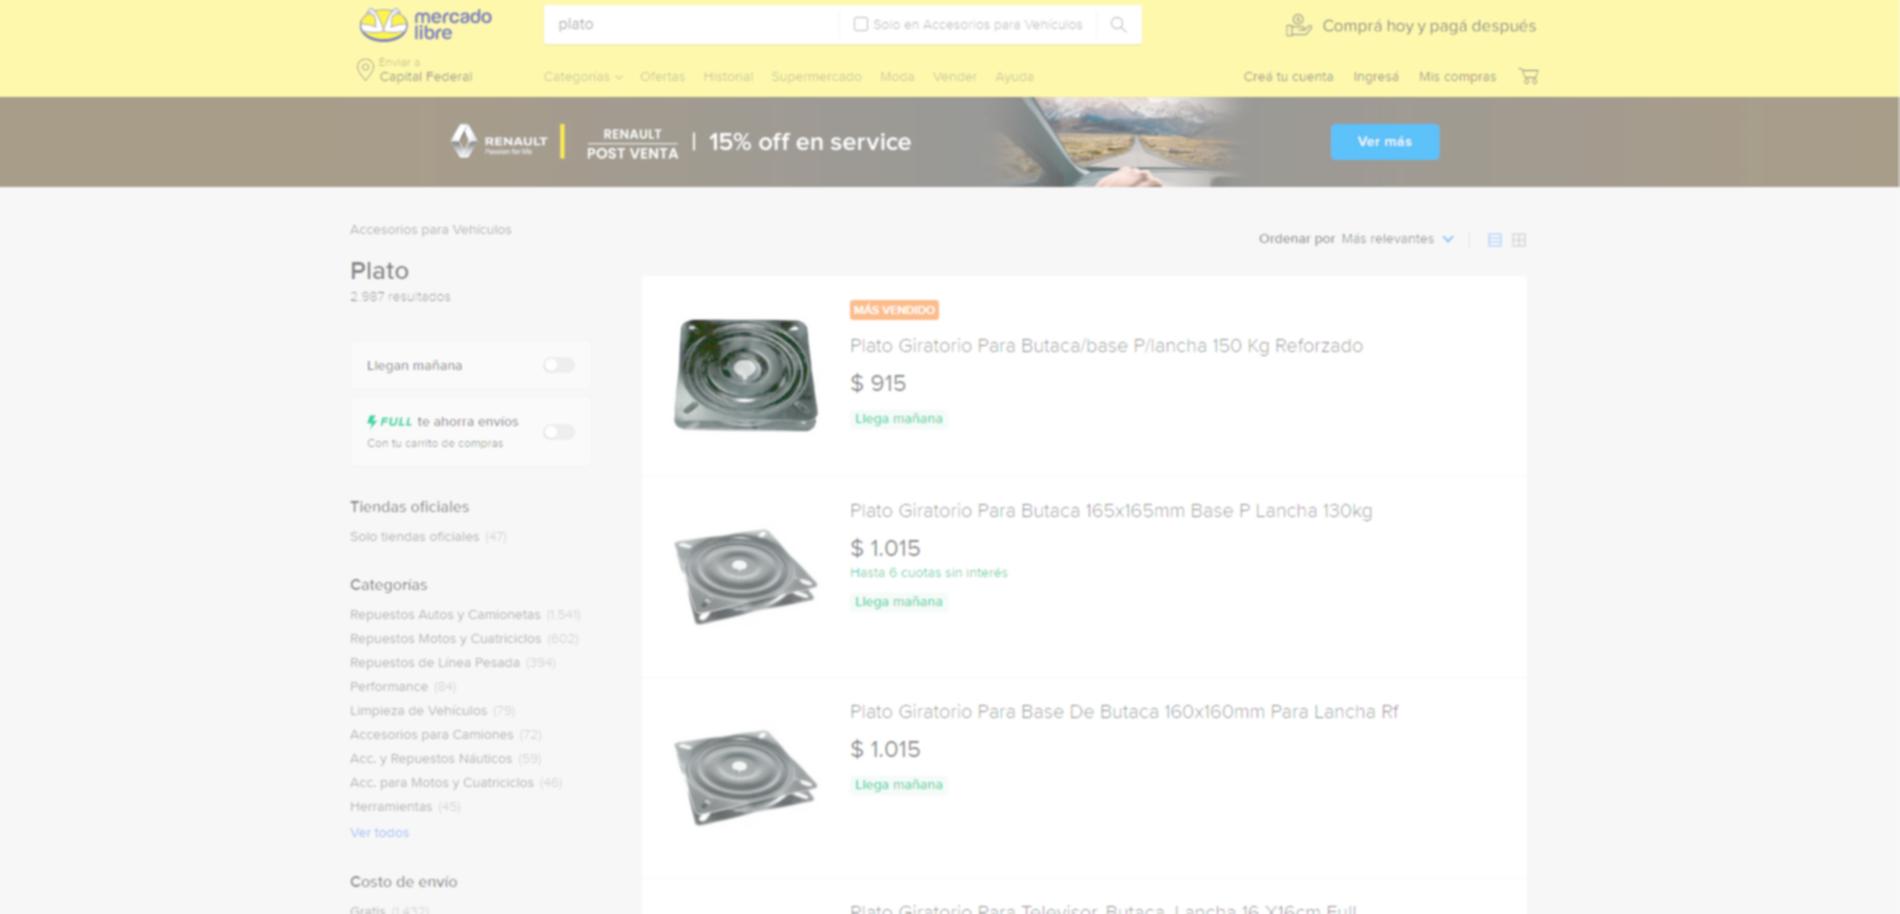 mercado
libre
plato
Solo en Accesorios para Vehículos
Comprá hoy y pagá después
Enviar a
Capital Federal
Categorías
Ofertas
Historial
Supermercado
Moda
Vender
Ayuda
Creá tu cuenta
Ingresá
Mis compras
RENAULT
Passion for life
RENAULT
POST VENTA
15% off en service
Ver más
Accesorios para Vehículos
Plato
2.987 resultados
Ordenar por Más relevantes
Llegan mañana
FULL te ahorra envíos
Con tu carrito de compras
Tiendas oficiales
Solo tiendas oficiales (47)
Categorías
Repuestos Autos y Camionetas (1.541)
Repuestos Motos y Cuatriciclos (602)
Repuestos de Línea Pesada (394)
Performance (84)
Limpieza de Vehículos (79)
Accesorios para Camiones (72)
Acc. y Repuestos Náuticos (59)
Acc. para Motos y Cuatriciclos (46)
Herramientas (45)
Ver todos
Costo de envío
Gratis (1.437)
MÁS VENDIDO
Plato Giratorio Para Butaca/base P/lancha 150 Kg Reforzado
$ 915
Llega mañana
Plato Giratorio Para Butaca 165x165mm Base P Lancha 130kg
$ 1.015
Hasta 6 cuotas sin interés
Llega mañana
Plato Giratorio Para Base De Butaca 160x160mm Para Lancha Rf
$ 1.015
Llega mañana
Plato Giratorio Para Televisor, Butaca, Lancha 16 X16cm Full